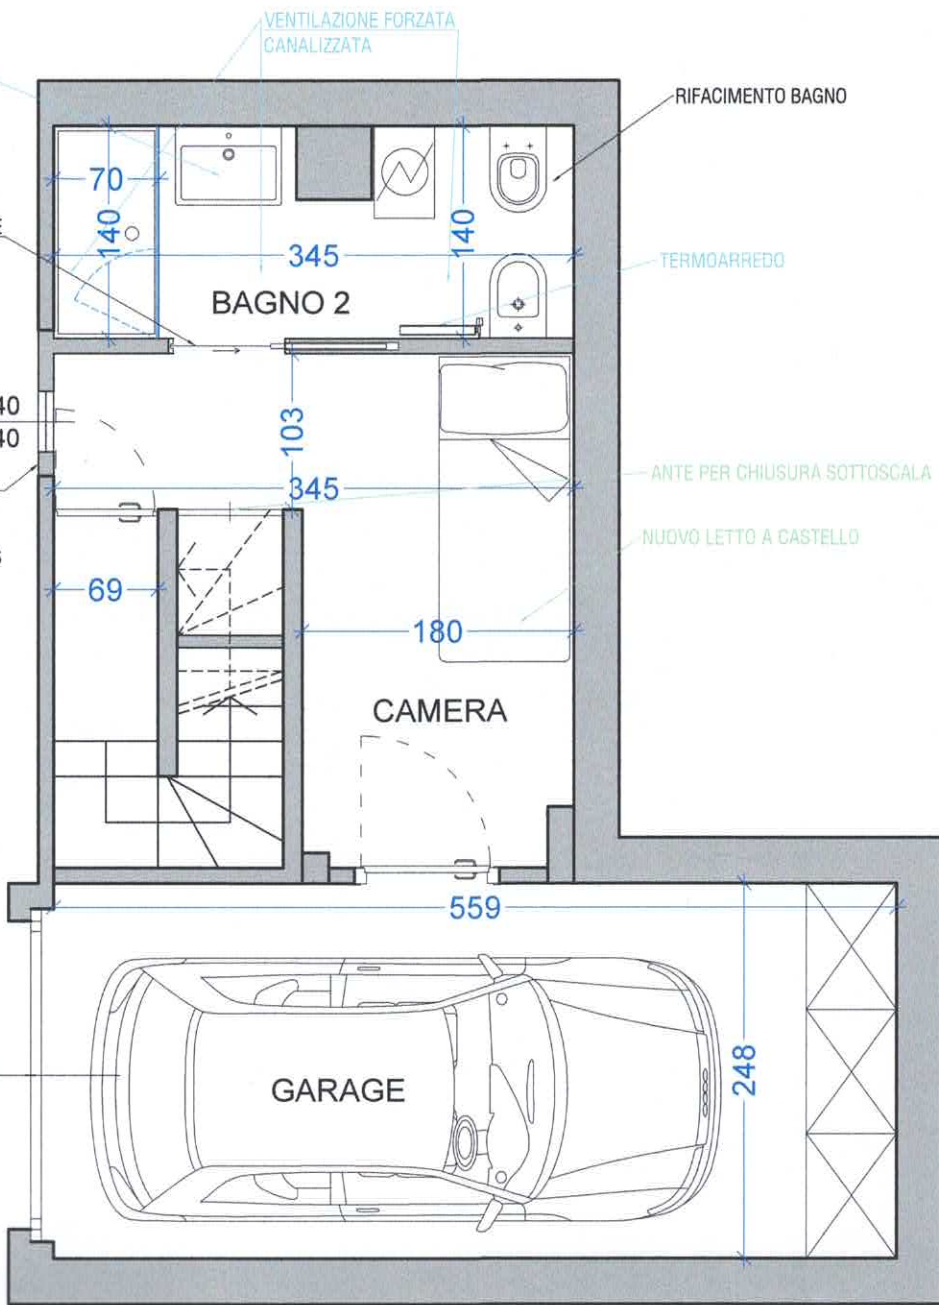 VENTILAZIONE FORZATA
CANALIZZATA
RIFACIMENTO BAGNO
70
140
345
140
TERMOARREDO
BAGNO 2
40
40
103
345
ANTE PER CHIUSURA SOTTOSCALA
NUOVO LETTO A CASTELLO
69
180
CAMERA
559
GARAGE
248